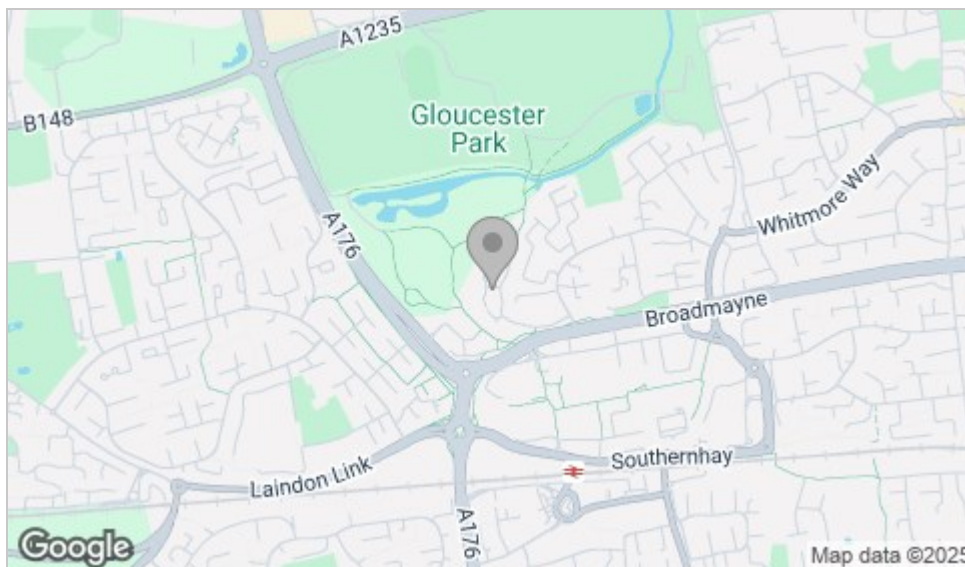 A1235
B148
Gloucester
Park
Whitmore Way
A176
Broadmayne
Southernhay
Laindon Link
A176
Google
Map data ©2025